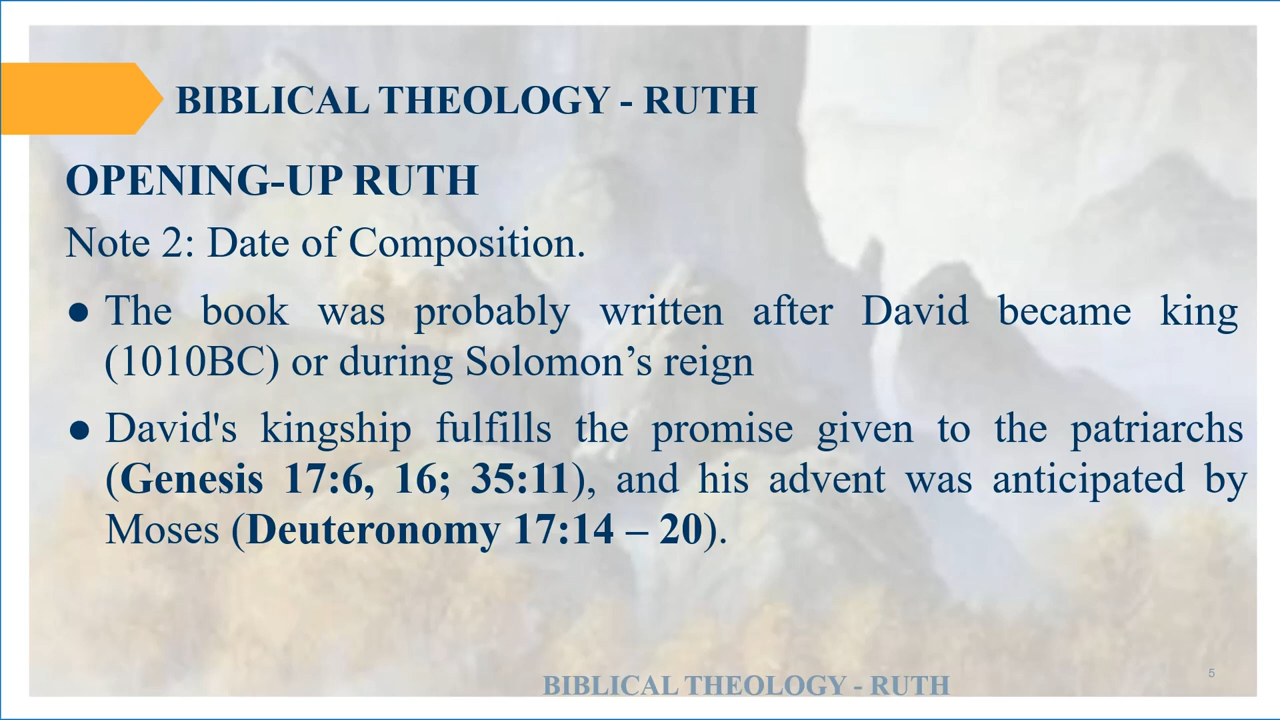 BIBLICAL THEOLOGY - RUTH
OPENING-UP RUTH
Note 2: Date of Composition.
● The book was probably written after David became king
(1010BC) or during Solomon’s reign
● David's kingship fulfills the promise given to the patriarchs
(Genesis 17:6, 16; 35:11), and his advent was anticipated by
Moses (Deuteronomy 17:14 – 20).
5
BIBLICAL THEOLOGY - RUTH